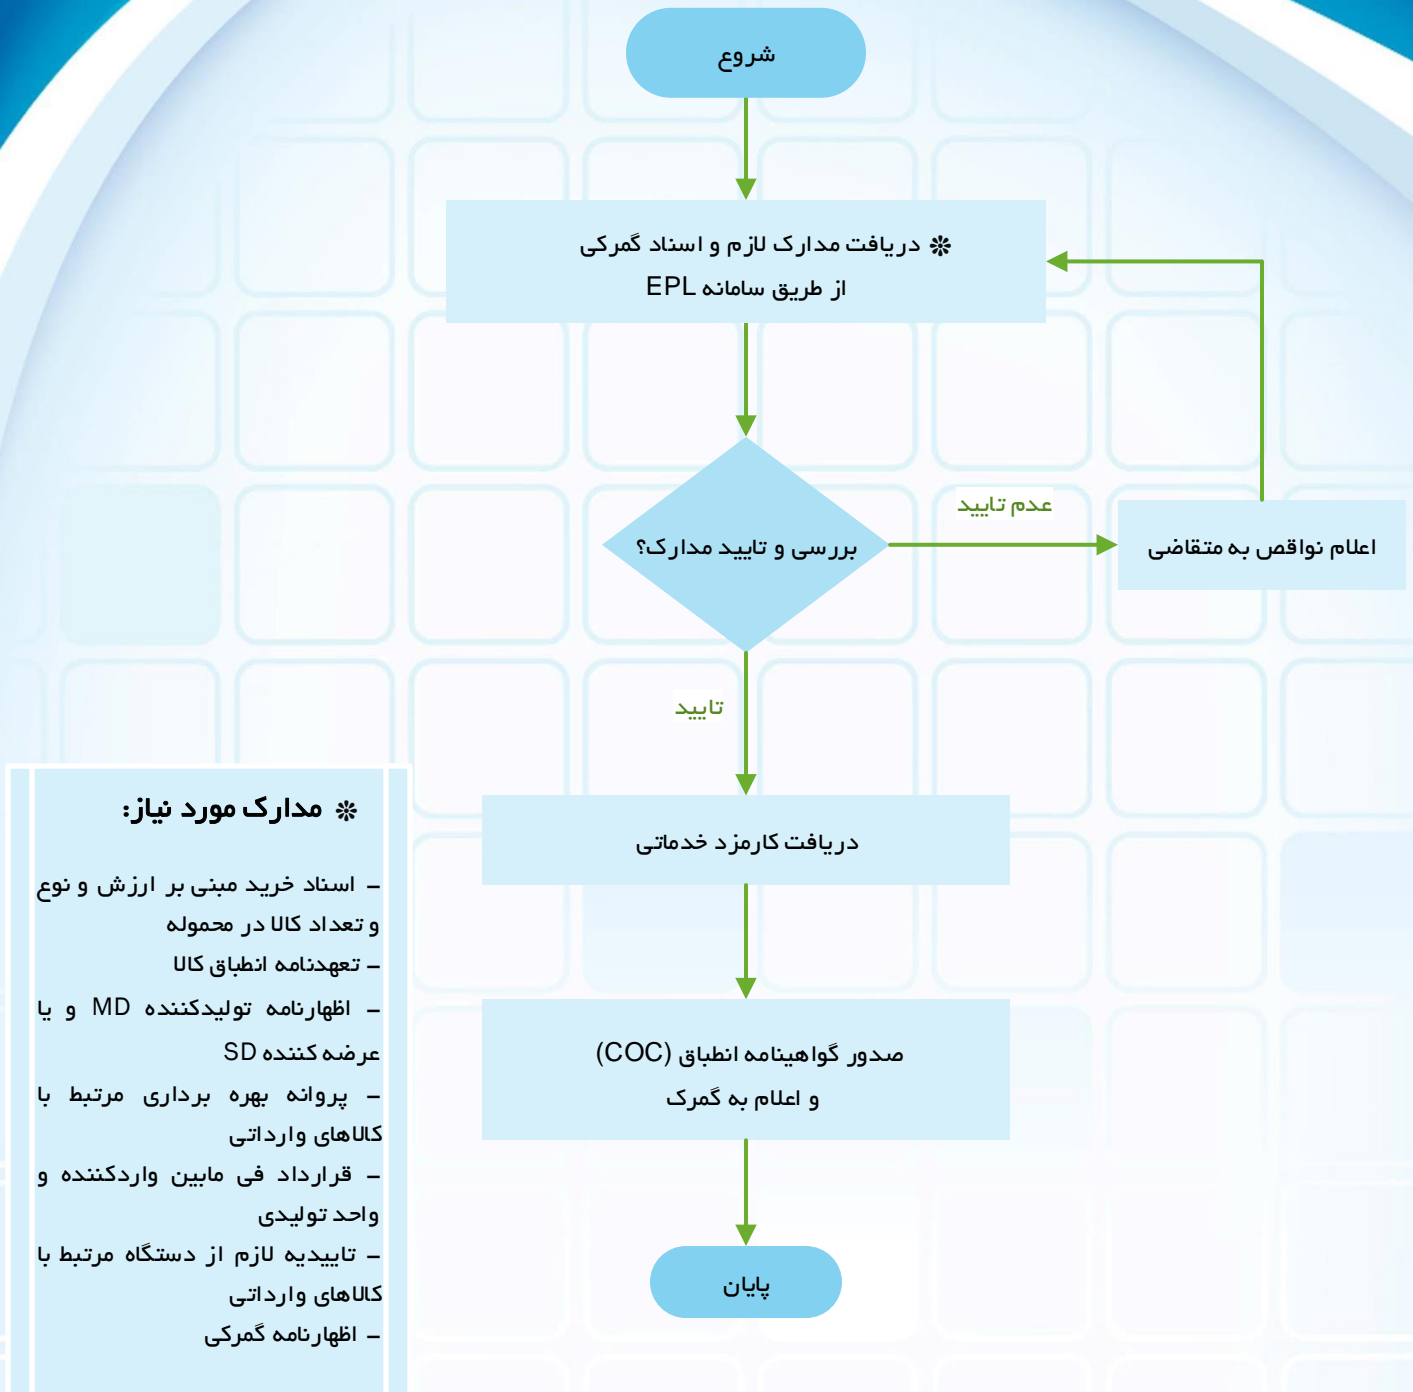 شروع
❊ دریافت مدارک لازم و اسناد گمرکی
از طریق سامانه EPL
عدم تایید
بررسی و تایید مدارک؟
اعلام نواقص به متقاضی
تایید
دریافت کارمزد خدماتی
صدور گواهینامه انطباق (COC)
و اعلام به گمرک
پایان
❊ مدارک مورد نیاز:
– اسناد خرید مبنی بر ارزش و نوع
و تعداد کالا در محموله
– تعهدنامه انطباق کالا
– اظهارنامه تولیدکننده MD و یا
عرضه کننده SD
– پروانه بهره برداری مرتبط با
کالاهای وارداتی
– قرارداد فی مابین واردکننده و
واحد تولیدی
– تاییدیه لازم از دستگاه مرتبط با
کالاهای وارداتی
– اظهارنامه گمرکی